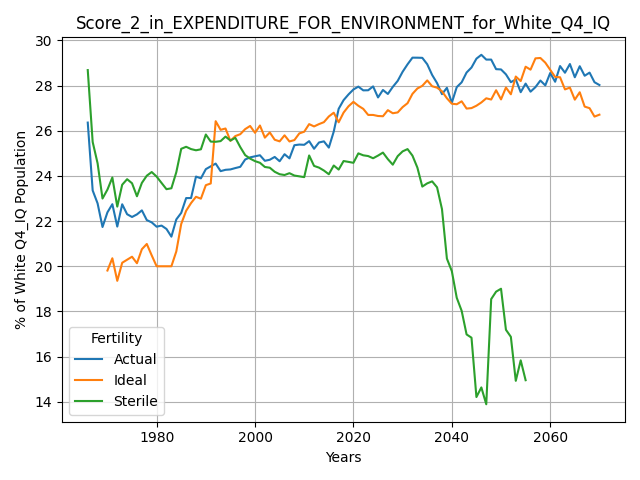 Score_2_in_EXPENDITURE_FOR_ENVIRONMENT_for_White_Q4_IQ
% of White Q4_IQ Population
30
28
26
24
22
20
18
16
14
Fertility
Actual
Ideal
Sterile
1980 2000 2020 2040 2060
Years